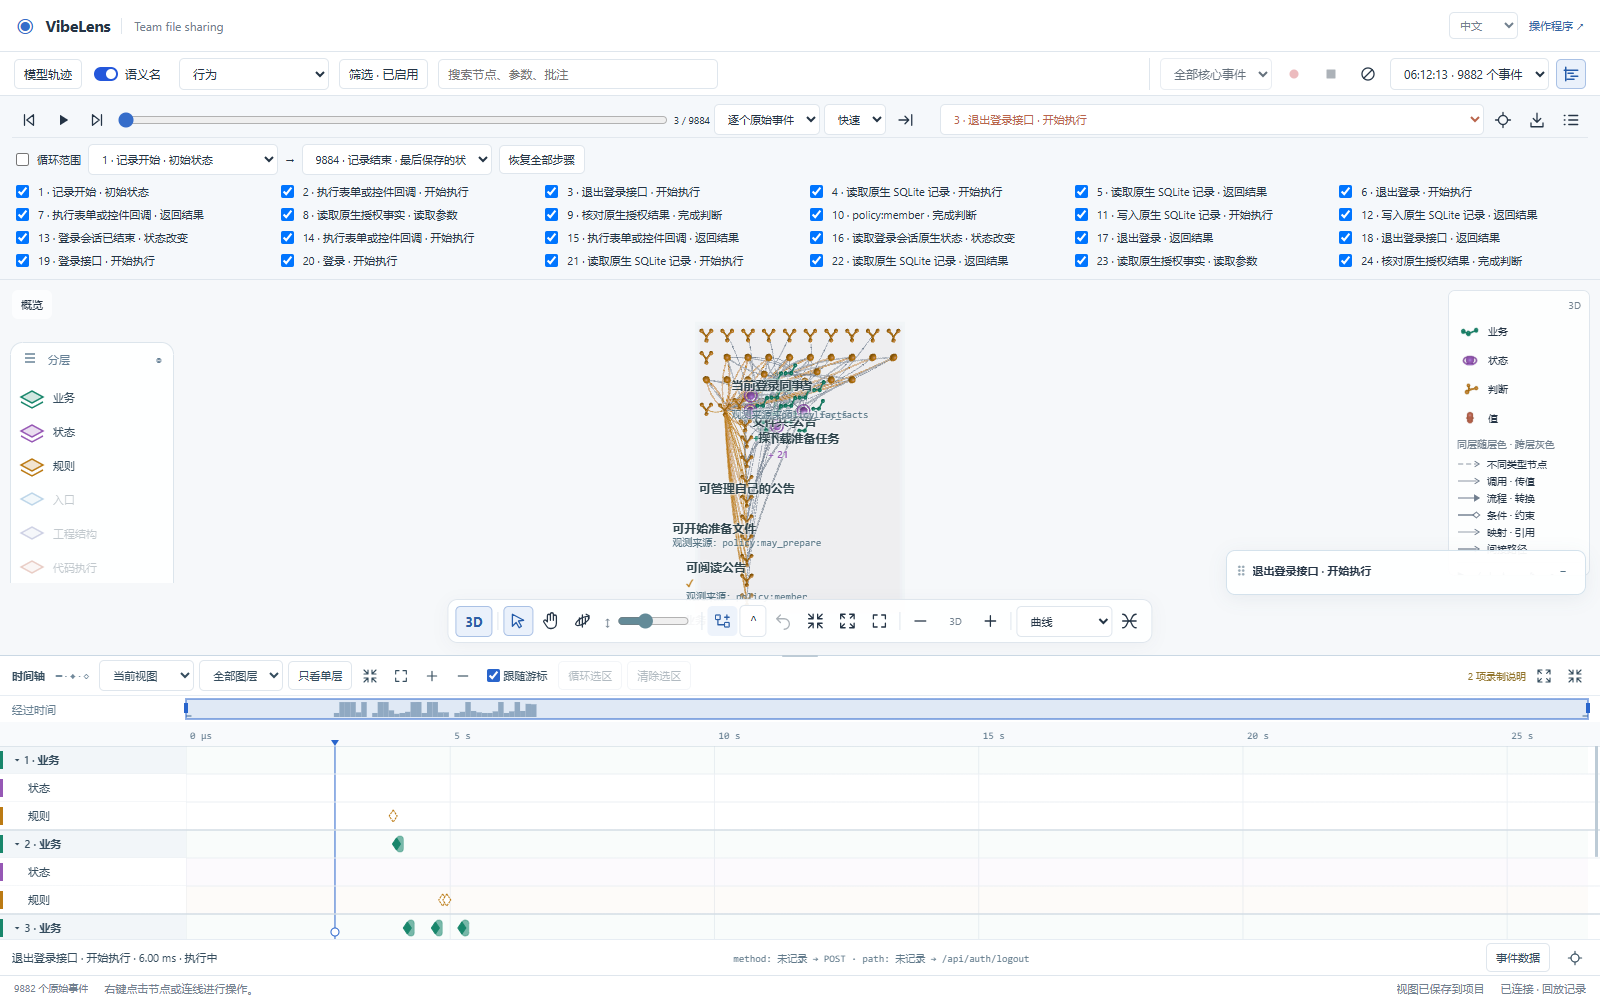 VibeLens Team file sharing 中文 操作程序 ↗
模型轨迹 语义名 行为 筛选 · 已启用 搜索节点、参数、批注 全部核心事件 06:12:13 · 9882 个事件
3 / 9884 逐个原始事件 快速 3 · 退出登录接口 · 开始执行
循环范围 1 · 记录开始 · 初始状态 → 9884 · 记录结束 · 最后保存的状 恢复全部步骤
1 · 记录开始 · 初始状态 2 · 执行表单或控件回调 · 开始执行 3 · 退出登录接口 · 开始执行 4 · 读取原生 SQLite 记录 · 开始执行 5 · 读取原生 SQLite 记录 · 返回结果 6 · 退出登录 · 开始执行
7 · 执行表单或控件回调 · 返回结果 8 · 读取原生授权事实 · 读取参数 9 · 核对原生授权结果 · 完成判断 10 · policy:member · 完成判断 11 · 写入原生 SQLite 记录 · 开始执行 12 · 写入原生 SQLite 记录 · 返回结果
13 · 登录会话已结束 · 状态改变 14 · 执行表单或控件回调 · 开始执行 15 · 执行表单或控件回调 · 返回结果 16 · 读取登录会话原生状态 · 状态改变 17 · 退出登录 · 返回结果 18 · 退出登录接口 · 返回结果
19 · 登录接口 · 开始执行 20 · 登录 · 开始执行 21 · 读取原生 SQLite 记录 · 开始执行 22 · 读取原生 SQLite 记录 · 返回结果 23 · 读取原生授权事实 · 读取参数 24 · 核对原生授权结果 · 完成判断
概览
分层
业务
状态
规则
入口
工程结构
代码执行
当前登录同事
下载准备任务
21
可管理自己的公告
可开始准备文件
观测来源: policy:may_prepare
可阅读公告
观测来源: policy:member
3D
业务
状态
判断
值
同层随层色 · 跨层灰色
不同类型节点
调用 · 传值
流程 · 转换
条件 · 约束
映射 · 引用
退出登录接口 · 开始执行
3D 3D 曲线
时间轴 当前视图 全部图层 只看单层 跟随游标 循环选区 清除选区 2 项录制说明
经过时间
0 μs 5 s 10 s 15 s 20 s 25 s
1 · 业务
状态
规则
2 · 业务
状态
规则
3 · 业务
退出登录接口 · 开始执行 · 6.00 ms · 执行中 method: 未记录 → POST · path: 未记录 → /api/auth/logout 事件数据
9882 个原始事件 右键点击节点或连线进行操作。 视图已保存到项目 已连接 · 回放记录